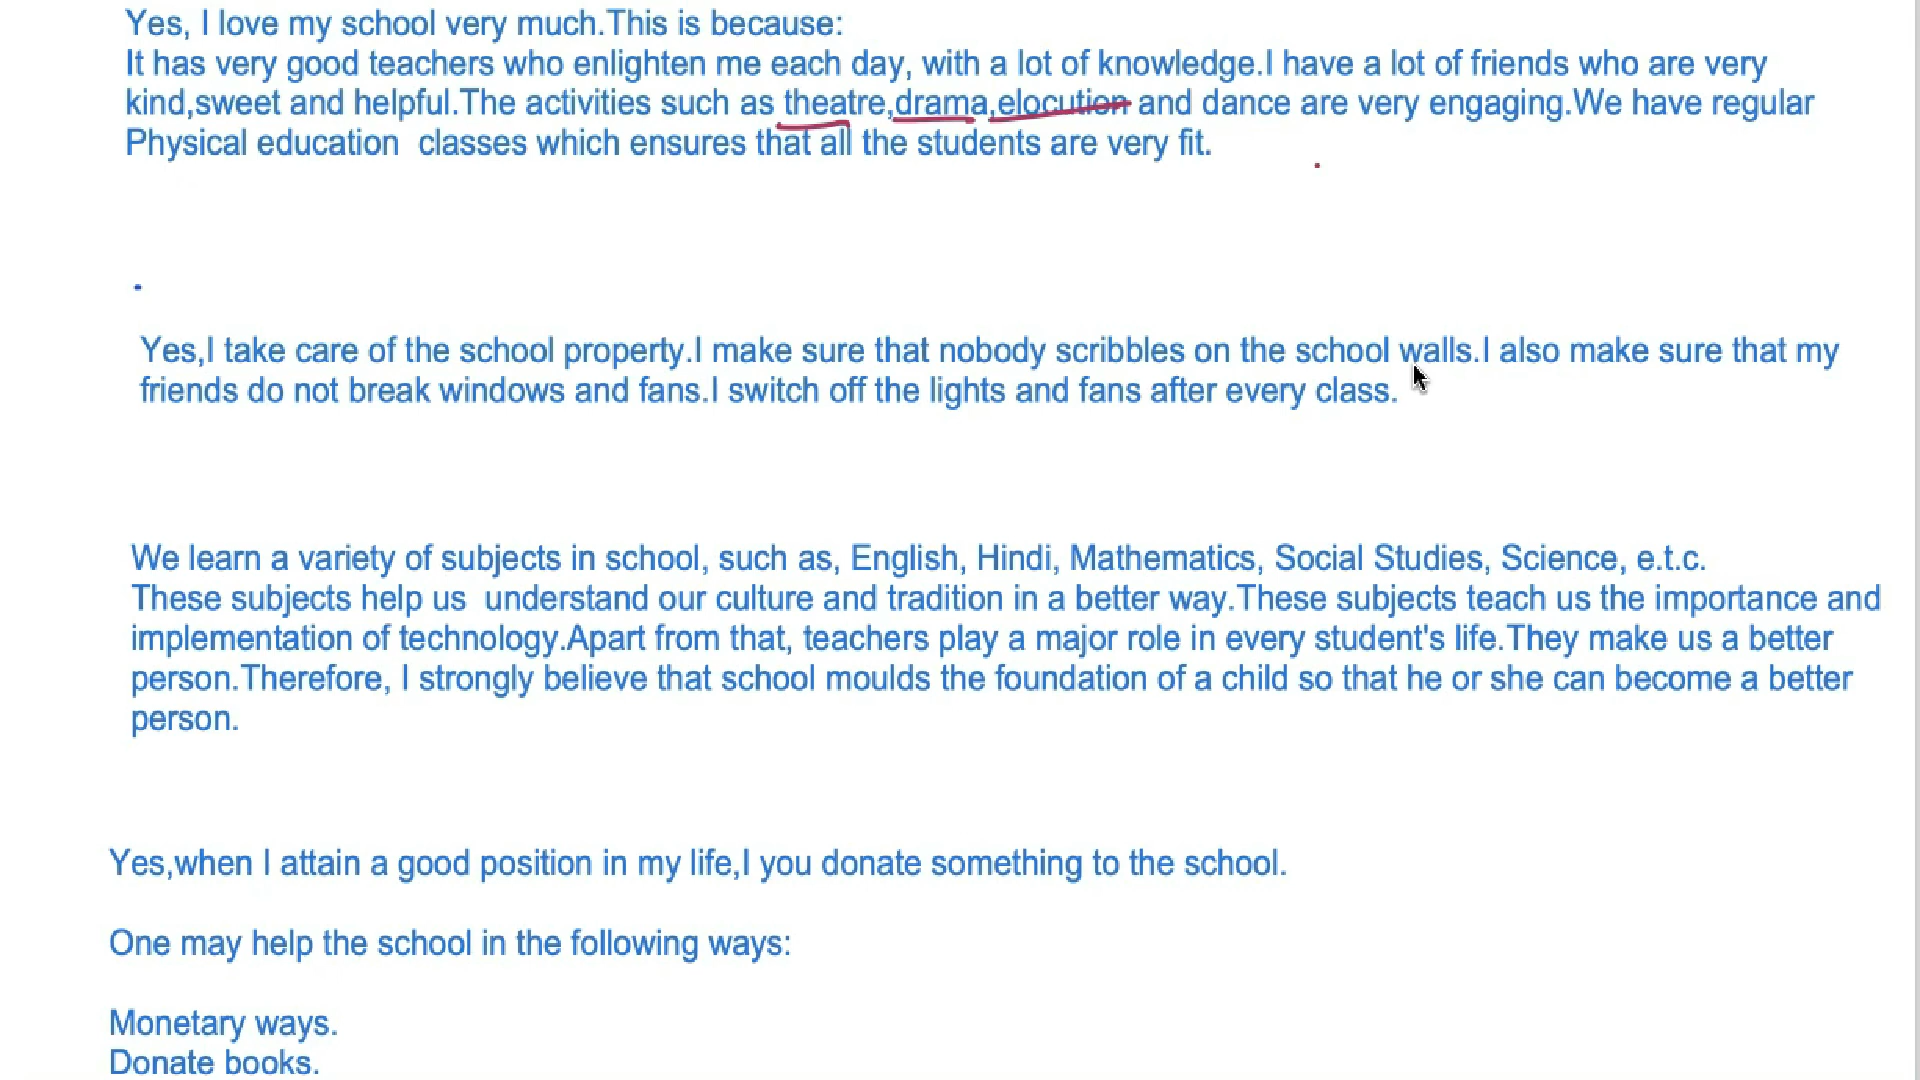 Yes, I love my school very much.This is because:
It has very good teachers who enlighten me each day, with a lot of knowledge.I have a lot of friends who are very
kind,sweet and helpful.The activities such as theatre,drama,elocution and dance are very engaging.We have regular
Physical education  classes which ensures that all the students are very fit.
Yes,I take care of the school property.I make sure that nobody scribbles on the school walls.I also make sure that my
friends do not break windows and fans.I switch off the lights and fans after every class.
We learn a variety of subjects in school, such as, English, Hindi, Mathematics, Social Studies, Science, e.t.c.
These subjects help us  understand our culture and tradition in a better way.These subjects teach us the importance and
implementation of technology.Apart from that, teachers play a major role in every student's life.They make us a better
person.Therefore, I strongly believe that school moulds the foundation of a child so that he or she can become a better
person.
Yes,when I attain a good position in my life,I you donate something to the school.
One may help the school in the following ways:
Monetary ways.
Donate books.